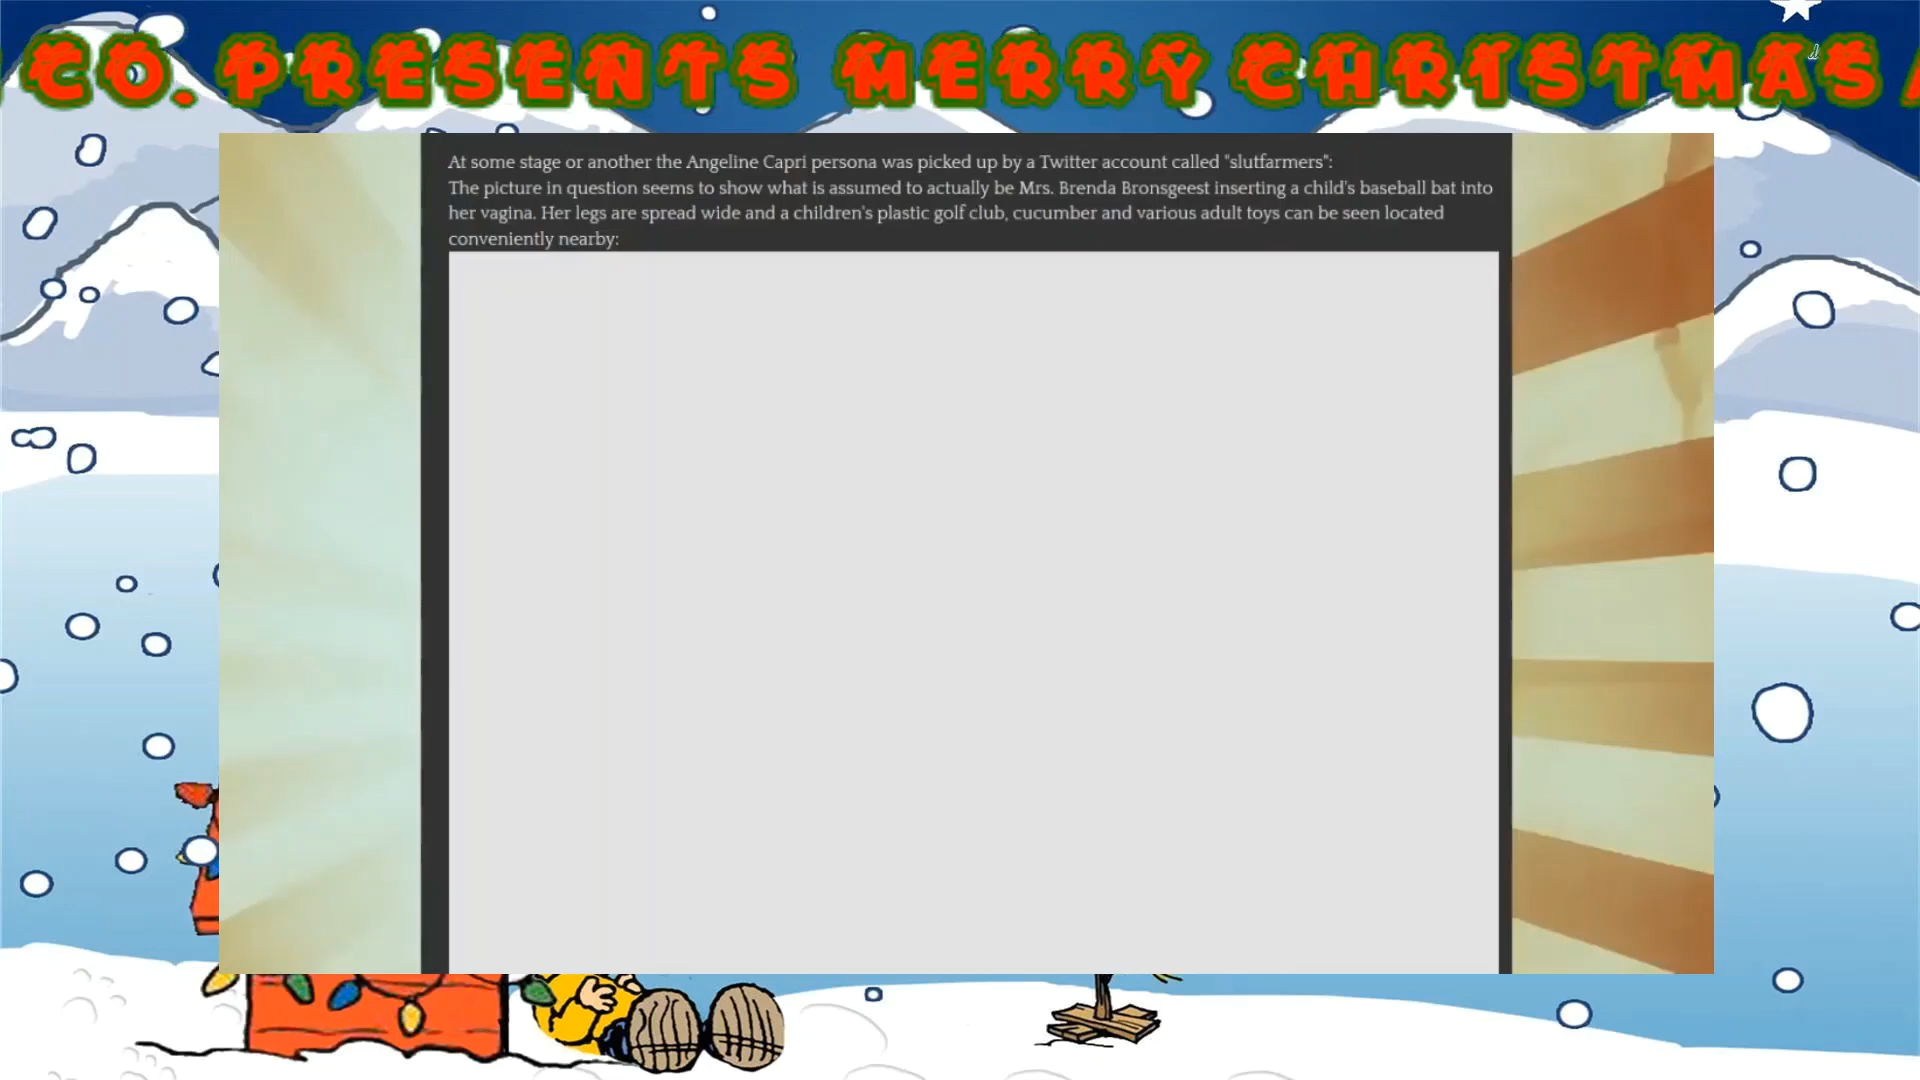 CO. PRESENTS MERRY CHRISTMAS
At some stage or another the Angeline Capri persona was picked up by a Twitter account called "slutfarmers":
The picture in question seems to show what is assumed to actually be Mrs. Brenda Bronsgeest inserting a child's baseball bat into
her vagina. Her legs are spread wide and a children's plastic golf club, cucumber and various adult toys can be seen located
conveniently nearby: